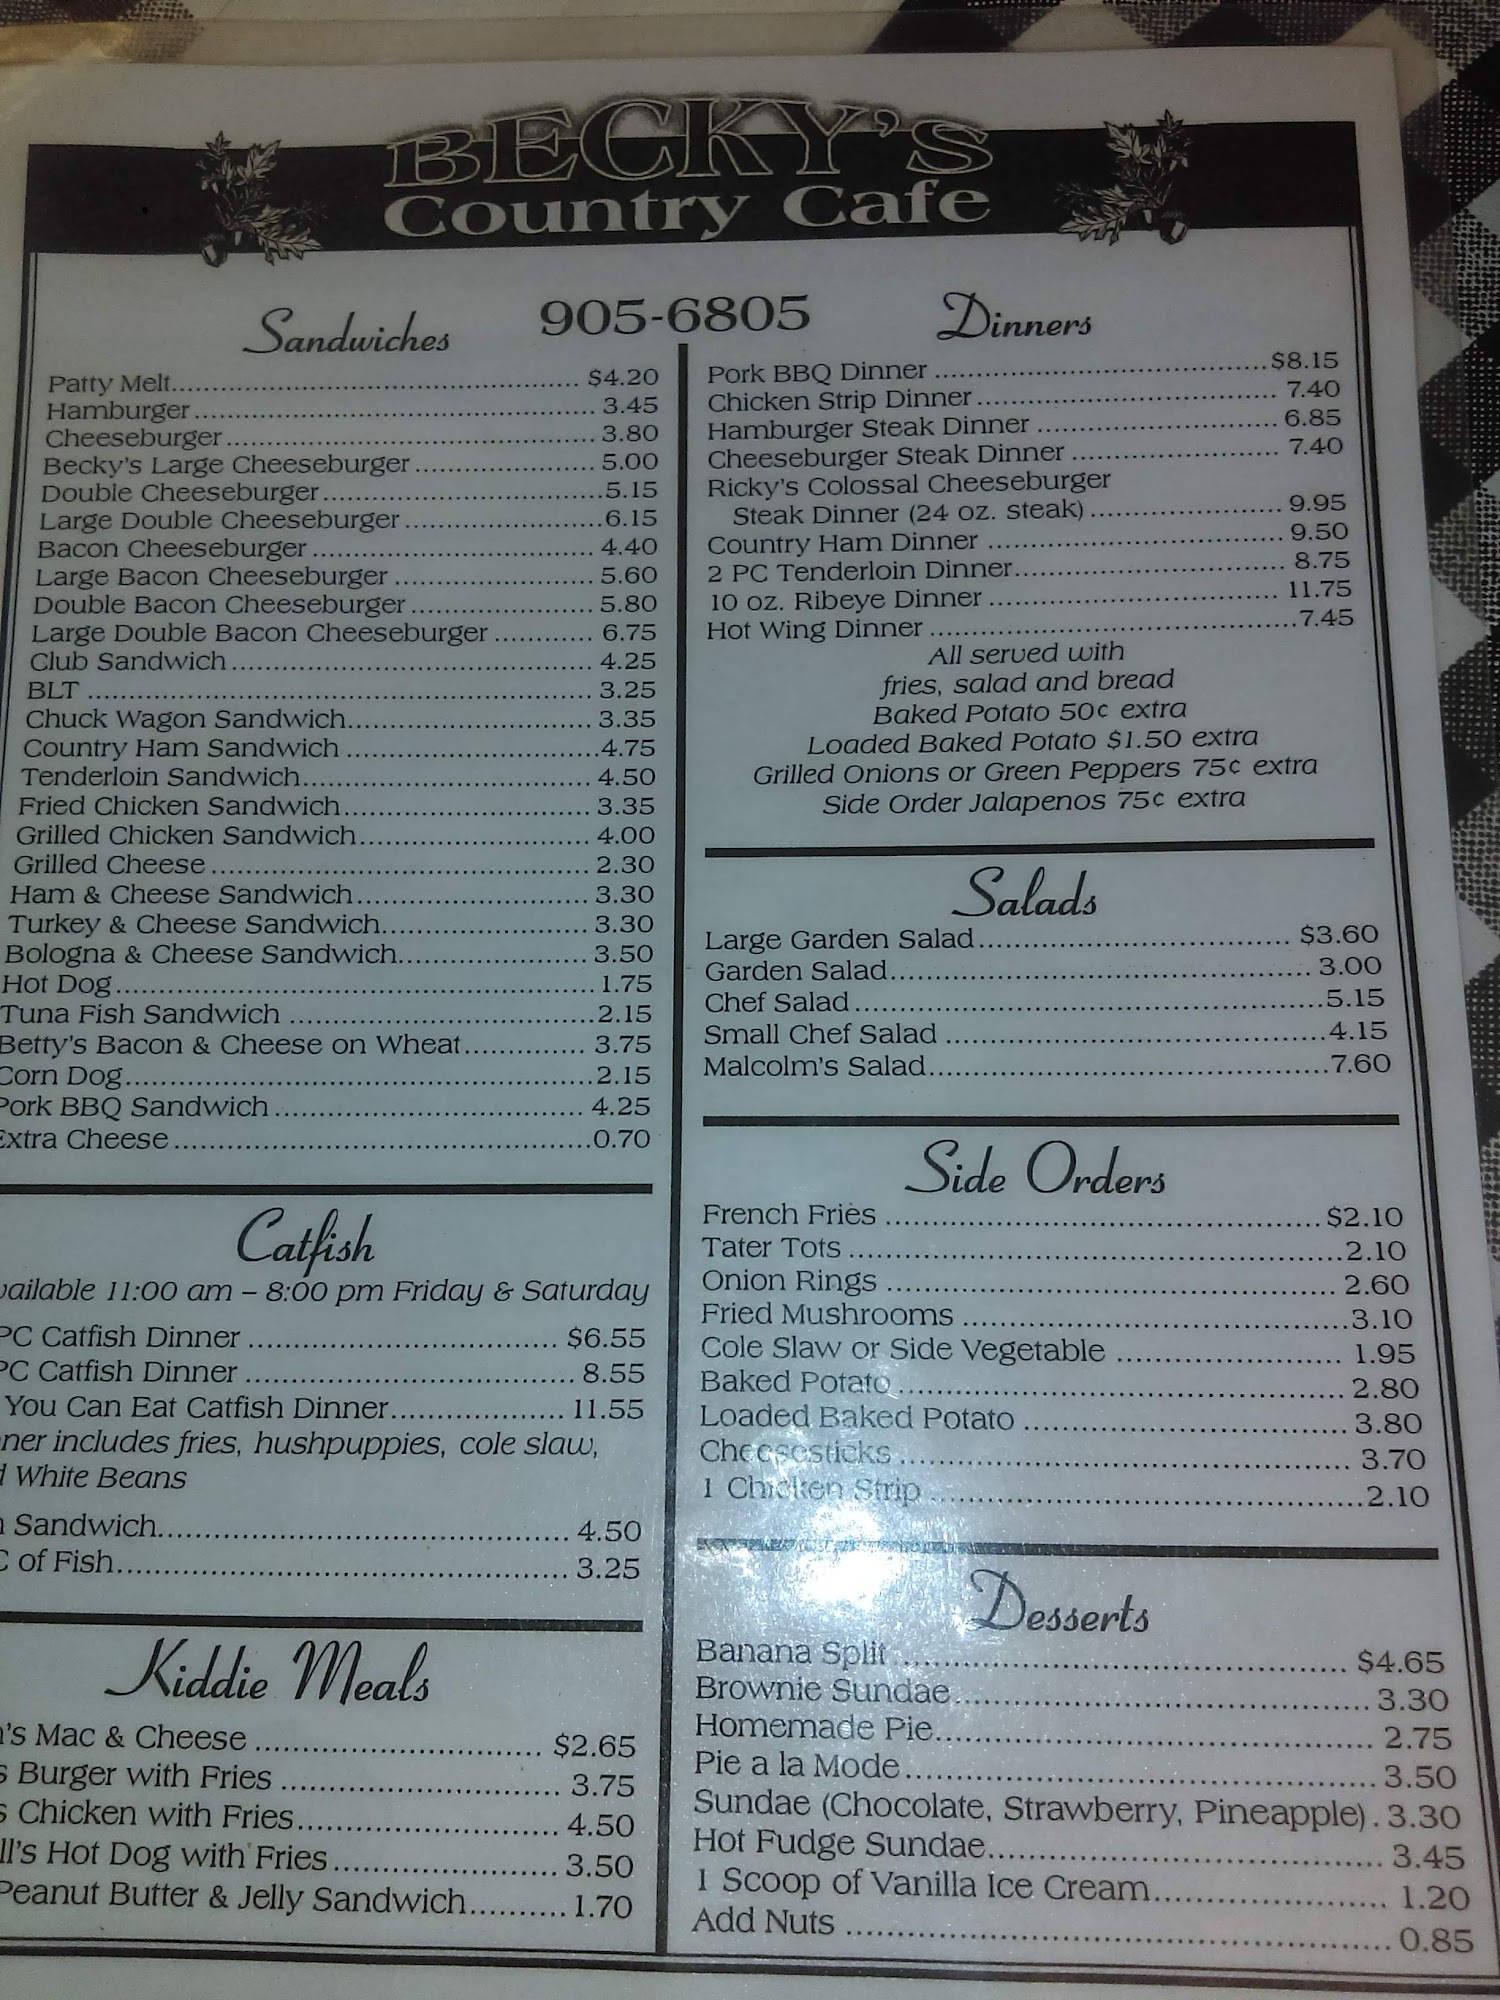 BECKY's
Country Cafe
905-6805
Sandwiches
Patty Melt........ $4.20
Hamburger........ 3.45
Cheeseburger........ 3.80
Becky's Large Cheeseburger........ 5.00
Double Cheeseburger........ 5.15
Large Double Cheeseburger........ 6.15
Bacon Cheeseburger........ 4.40
Large Bacon Cheeseburger........ 5.60
Double Bacon Cheeseburger........ 5.80
Large Double Bacon Cheeseburger........ 6.75
Club Sandwich........ 4.25
BLT........ 3.25
Chuck Wagon Sandwich........ 3.35
Country Ham Sandwich........ 4.75
Tenderloin Sandwich........ 4.50
Fried Chicken Sandwich........ 3.35
Grilled Chicken Sandwich........ 4.00
Grilled Cheese........ 2.30
Ham & Cheese Sandwich........ 3.30
Turkey & Cheese Sandwich........ 3.30
Bologna & Cheese Sandwich........ 3.50
Hot Dog........ 1.75
Tuna Fish Sandwich........ 2.15
Betty's Bacon & Cheese on Wheat........ 3.75
Corn Dog........ 2.15
Pork BBQ Sandwich........ 4.25
Extra Cheese........ 0.70
Catfish
11:00 am – 8:00 pm Friday & Saturday
PC Catfish Dinner........ $6.55
PC Catfish Dinner........ 8.55
You Can Eat Catfish Dinner........ 11.55
includes fries, hushpuppies, cole slaw,
White Beans
Sandwich........ 4.50
of Fish........ 3.25
Kiddie Meals
Mac & Cheese........ $2.65
Burger with Fries........ 3.75
Chicken with Fries........ 4.50
Hot Dog with Fries........ 3.50
Peanut Butter & Jelly Sandwich........ 1.70
Dinners
Pork BBQ Dinner........ $8.15
Chicken Strip Dinner........ 7.40
Hamburger Steak Dinner........ 6.85
Cheeseburger Steak Dinner........ 7.40
Ricky's Colossal Cheeseburger
Steak Dinner (24 oz. steak)........ 9.95
Country Ham Dinner........ 9.50
2 PC Tenderloin Dinner........ 8.75
10 oz. Ribeye Dinner........ 11.75
Hot Wing Dinner........ 7.45
All served with
fries, salad and bread
Baked Potato 50¢ extra
Loaded Baked Potato $1.50 extra
Grilled Onions or Green Peppers 75¢ extra
Side Order Jalapenos 75¢ extra
Salads
Large Garden Salad........ $3.60
Garden Salad........ 3.00
Chef Salad........ 5.15
Small Chef Salad........ 4.15
Malcolm's Salad........ 7.60
Side Orders
French Fries........ $2.10
Tater Tots........ 2.10
Onion Rings........ 2.60
Fried Mushrooms........ 3.10
Cole Slaw or Side Vegetable........ 1.95
Baked Potato........ 2.80
Loaded Baked Potato........ 3.80
Cheesesticks........ 3.70
1 Chicken Strip........ 2.10
Desserts
Banana Split........ $4.65
Brownie Sundae........ 3.30
Homemade Pie........ 2.75
Pie a la Mode........ 3.50
Sundae (Chocolate, Strawberry, Pineapple). 3.30
Hot Fudge Sundae........ 3.45
1 Scoop of Vanilla Ice Cream........ 1.20
Add Nuts........ 0.85